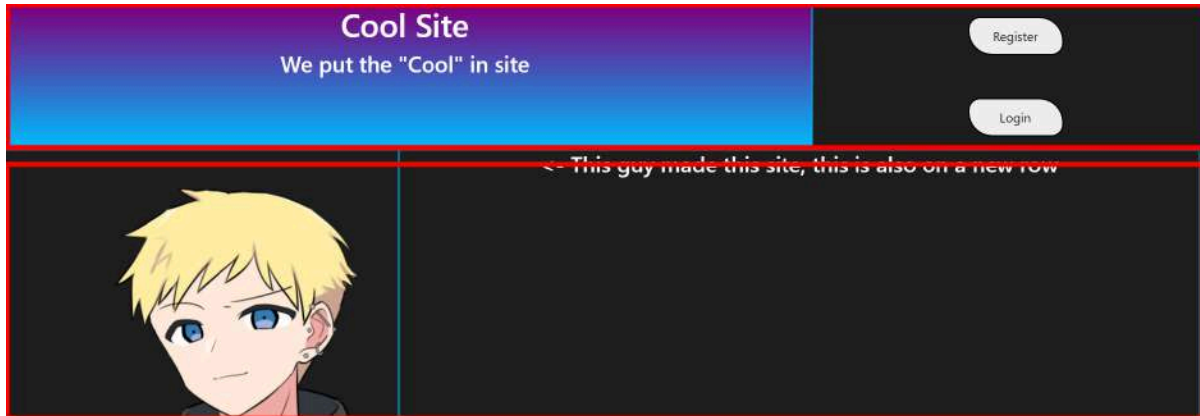 Cool Site
We put the "Cool" in site
Register
Login
<- This guy made this site, this is also on a new row